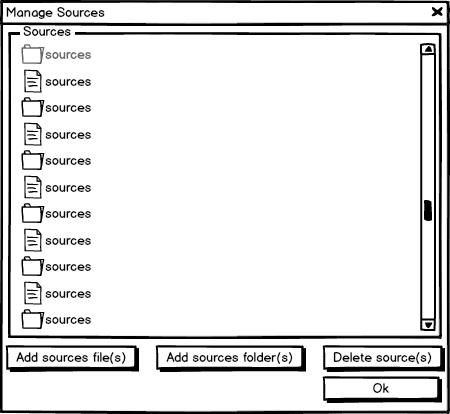 Manage Sources
Sources
sources
sources
sources
sources
sources
sources
sources
sources
sources
sources
sources
Add sources file(s)
Add sources folder(s)
Delete source(s)
Ok